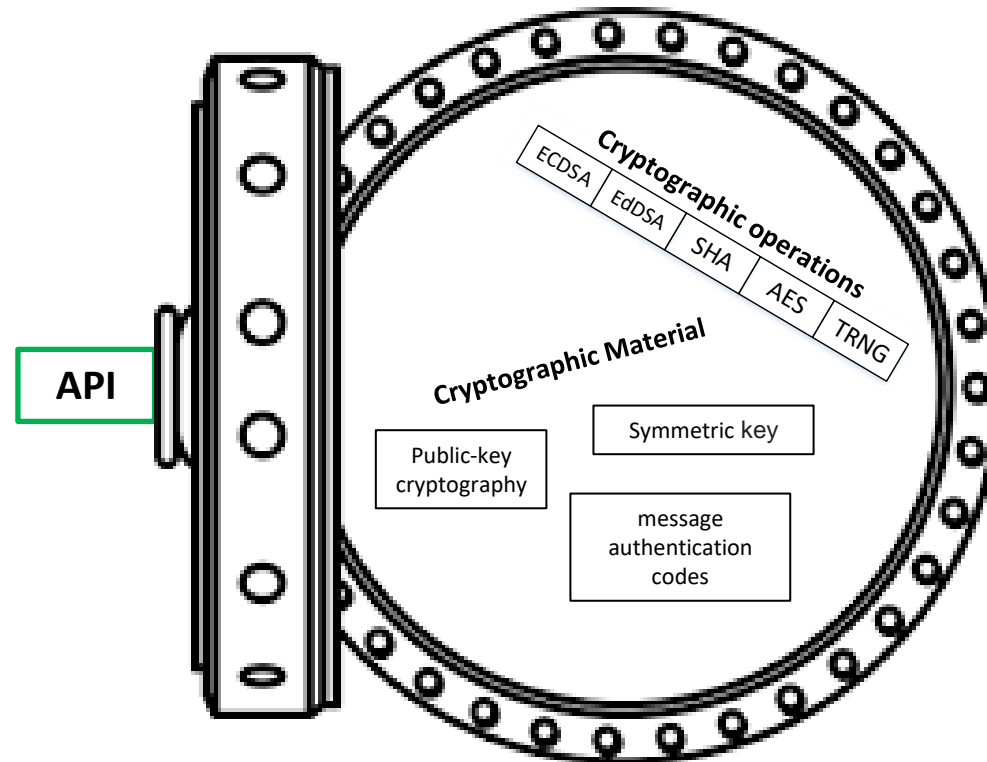 Cryptographic operations
ECDSA
EdDSA
SHA
AES
TRNG
API
Cryptographic Material
Public-key
cryptography
Symmetric key
message
authentication
codes